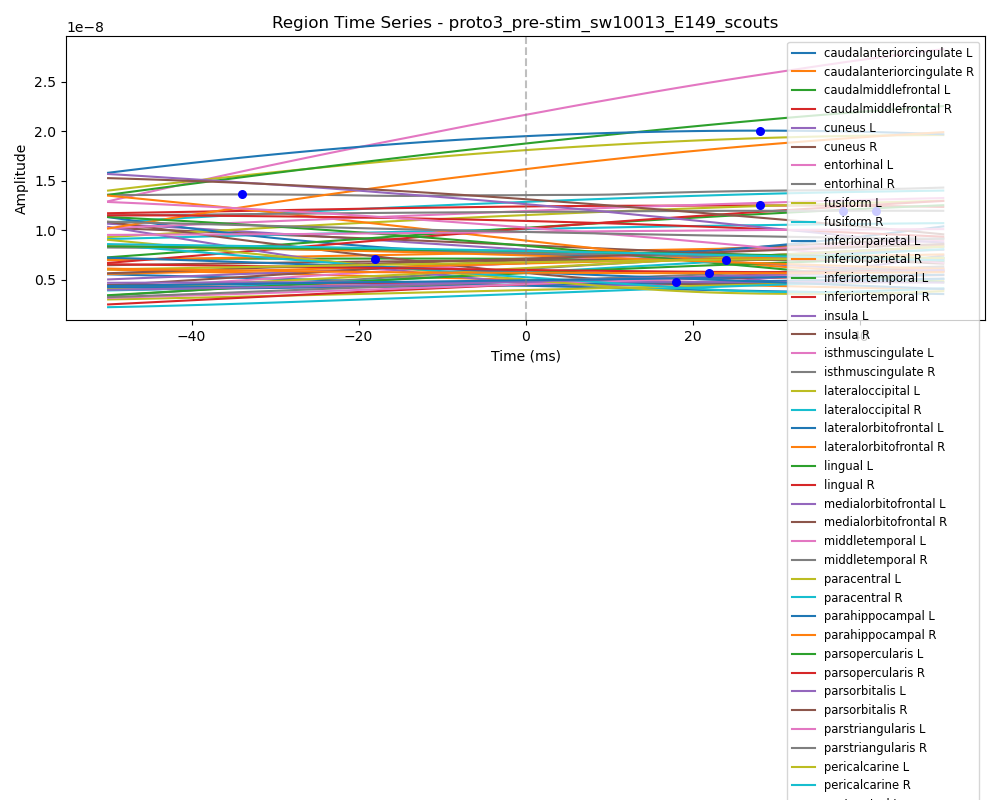 Region Time Series - proto3_pre-stim_sw10013_E149_scouts
1e−8
2.5
2.0
1.5
1.0
0.5
Amplitude
−40
−20
0
20
Time (ms)
caudalanteriorcingulate L
caudalanteriorcingulate R
caudalmiddlefrontal L
caudalmiddlefrontal R
cuneus L
cuneus R
entorhinal L
entorhinal R
fusiform L
fusiform R
inferiorparietal L
inferiorparietal R
inferiortemporal L
inferiortemporal R
insula L
insula R
isthmuscingulate L
isthmuscingulate R
lateraloccipital L
lateraloccipital R
lateralorbitofrontal L
lateralorbitofrontal R
lingual L
lingual R
medialorbitofrontal L
medialorbitofrontal R
middletemporal L
middletemporal R
paracentral L
paracentral R
parahippocampal L
parahippocampal R
parsopercularis L
parsopercularis R
parsorbitalis L
parsorbitalis R
parstriangularis L
parstriangularis R
pericalcarine L
pericalcarine R